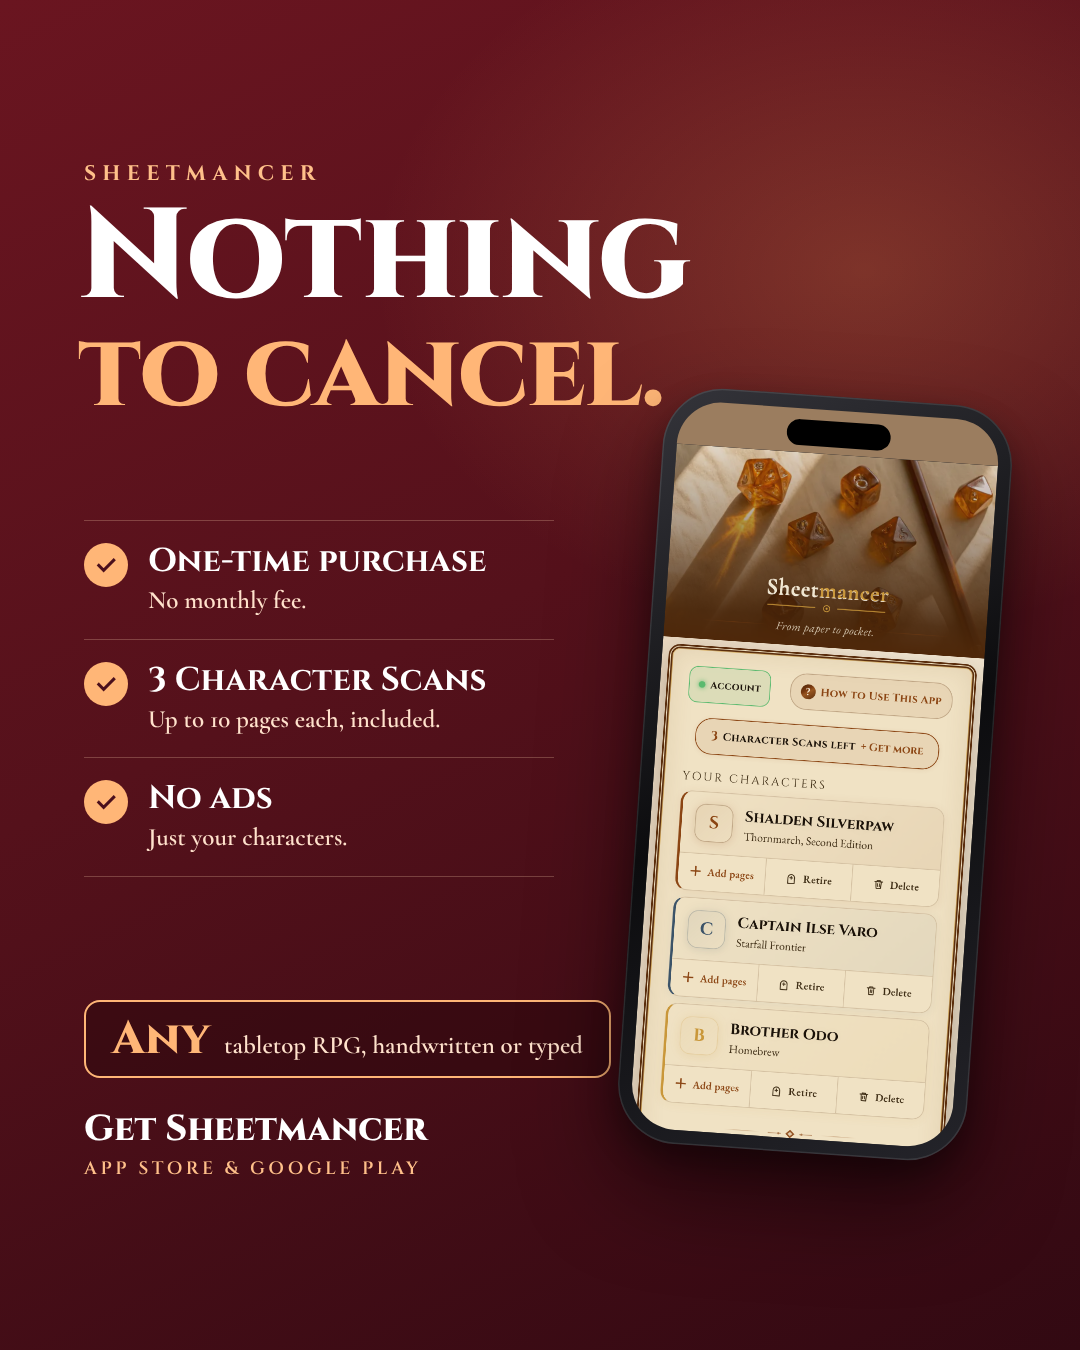 SHEETMANCER
NOTHING
TO CANCEL.
ONE-TIME PURCHASE
No monthly fee.
3 CHARACTER SCANS
Up to 10 pages each, included.
NO ADS
Just your characters.
ANY tabletop RPG, handwritten or typed
GET SHEETMANCER
APP STORE & GOOGLE PLAY
Sheetmancer
From paper to pocket.
ACCOUNT
? HOW TO USE THIS APP
3 CHARACTER SCANS LEFT + GET MORE
YOUR CHARACTERS
S SHALDEN SILVERPAW
Thornmarch, Second Edition
+ Add pages Retire Delete
C CAPTAIN ILSE VARO
Starfall Frontier
+ Add pages Retire Delete
B BROTHER ODO
Homebrew
+ Add pages Retire Delete